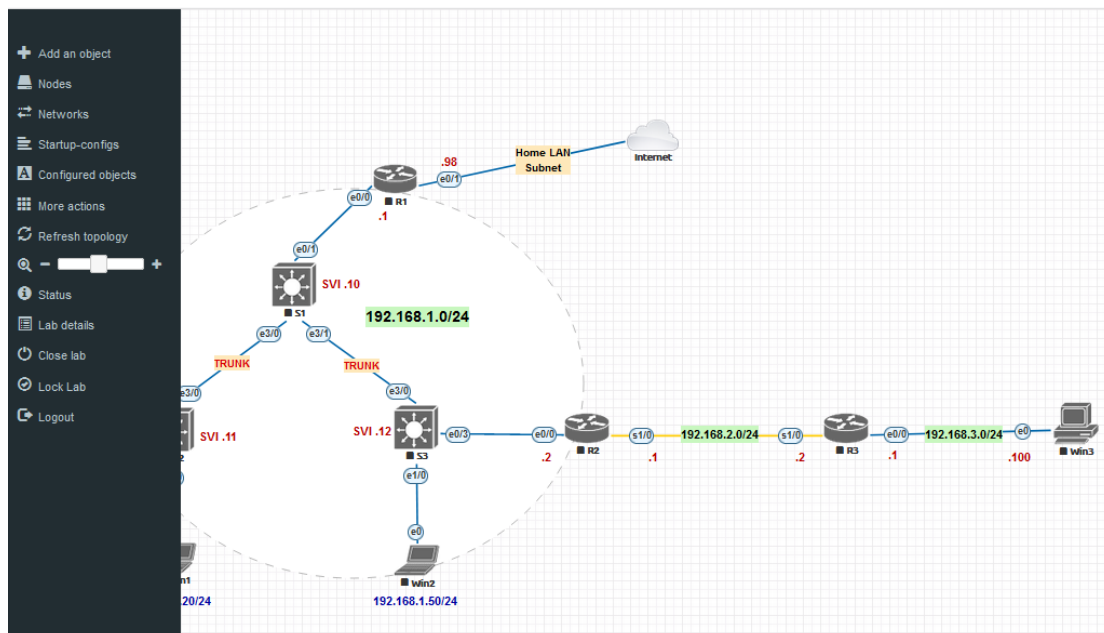 Add an object
Nodes
Networks
Startup-configs
Configured objects
More actions
Refresh topology
Status
Lab details
Close lab
Lock Lab
Logout
Internet
Home LAN
Subnet
.98
e0/1
R1
e0/0
.1
e0/1
SVI .10
S1
192.168.1.0/24
e3/0
e3/1
TRUNK
TRUNK
e3/0
e3/0
SVI .11
SVI .12
S3
e0/3
e0/0
.2
R2
s1/0
.1
192.168.2.0/24
s1/0
.2
R3
e0/0
.1
192.168.3.0/24
e0
.100
Win3
e1/0
e0
Win2
192.168.1.50/24
n1
.20/24